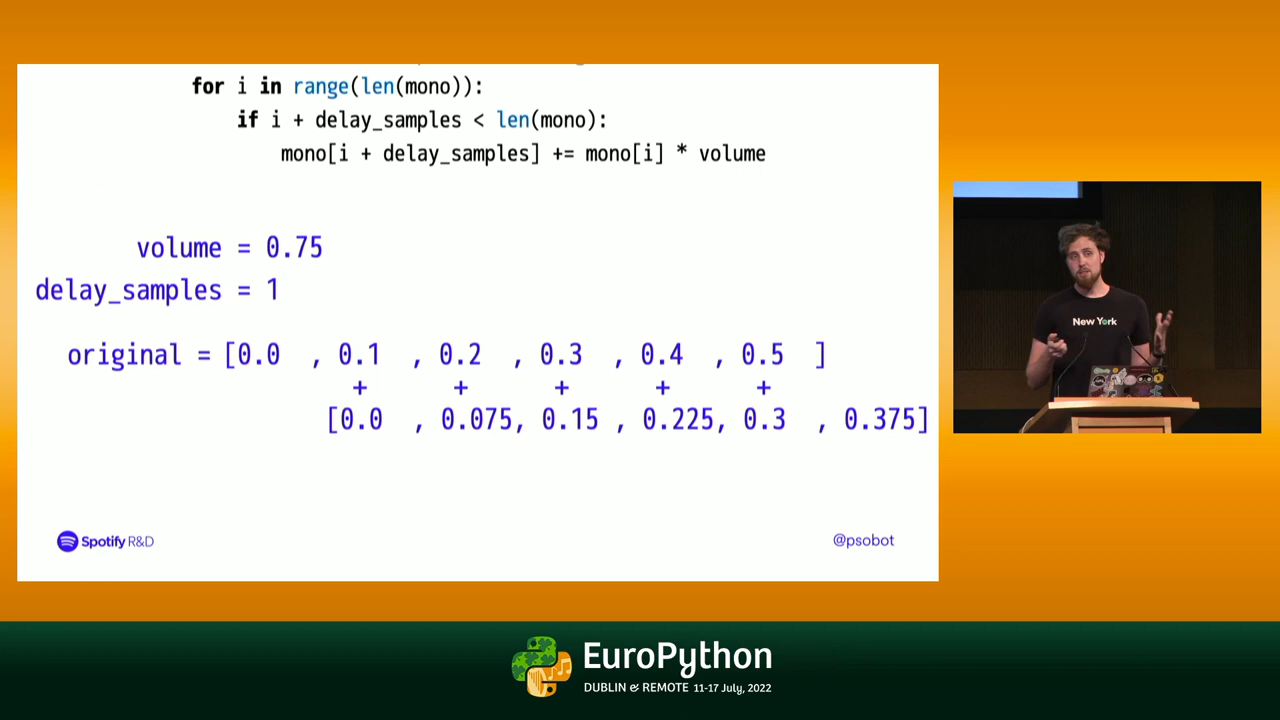 for i in range(len(mono)):
if i + delay_samples < len(mono):
mono[i + delay_samples] += mono[i] * volume
volume = 0.75
delay_samples = 1
original = [0.0 , 0.1 , 0.2 , 0.3 , 0.4 , 0.5 ]
+ + + + +
[0.0 , 0.075, 0.15 , 0.225, 0.3 , 0.375]
Spotify R&D
@psobot
New York
EuroPython
DUBLIN & REMOTE 11-17 July, 2022